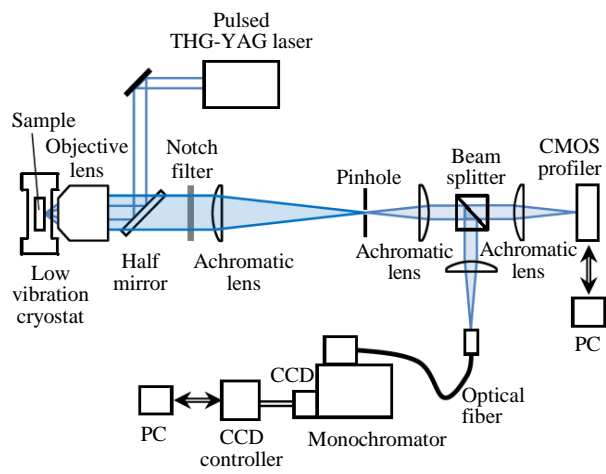 Pulsed
THG-YAG laser
Sample
Objective
lens
Notch
filter
Pinhole
Beam
splitter
CMOS
profiler
Low
vibration
cryostat
Half
mirror
Achromatic
lens
Achromatic
lens
Achromatic
lens
PC
Optical
fiber
CCD
Monochromator
CCD
controller
PC